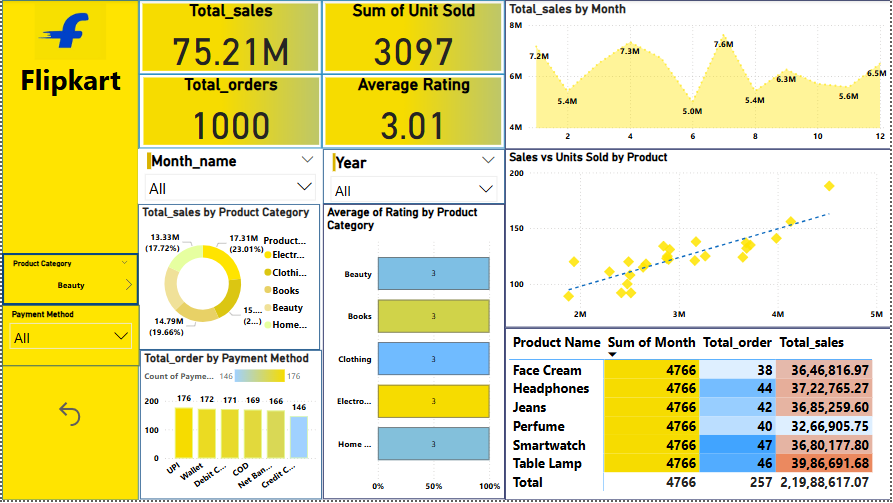 Flipkart
Product Category
Beauty
Payment Method
All
Total_sales
75.21M
Sum of Unit Sold
3097
Total_orders
1000
Average Rating
3.01
Month_name
All
Year
All
Total_sales by Product Category
13.33M
(17.72%)
17.31M
(23.01%)
14.79M
(19.66%)
15....
(2...)
Product...
Electr...
Clothi...
Books
Beauty
Home...
Total_order by Payment Method
Count of Payme... 146 176
200
100
0
176 172 171 169 166 146
UPI
Wallet
Debit C...
COD
Net Ban...
Credit C...
Average of Rating by Product
Category
Beauty 3
Books 3
Clothing 3
Electro... 3
Home ... 3
0% 50% 100%
Total_sales by Month
8M
6M
4M
7.2M
5.4M
7.3M
5.0M
7.6M
5.4M
6.3M
5.6M
6.5M
2 4 6 8 10 12
Sales vs Units Sold by Product
200
150
100
2M 3M 4M 5M
Product Name Sum of Month Total_order Total_sales
Face Cream 4766 38 36,46,816.97
Headphones 4766 44 37,22,765.27
Jeans 4766 42 36,85,259.60
Perfume 4766 40 32,66,905.75
Smartwatch 4766 47 36,80,177.80
Table Lamp 4766 46 39,86,691.68
Total 4766 257 2,19,88,617.07